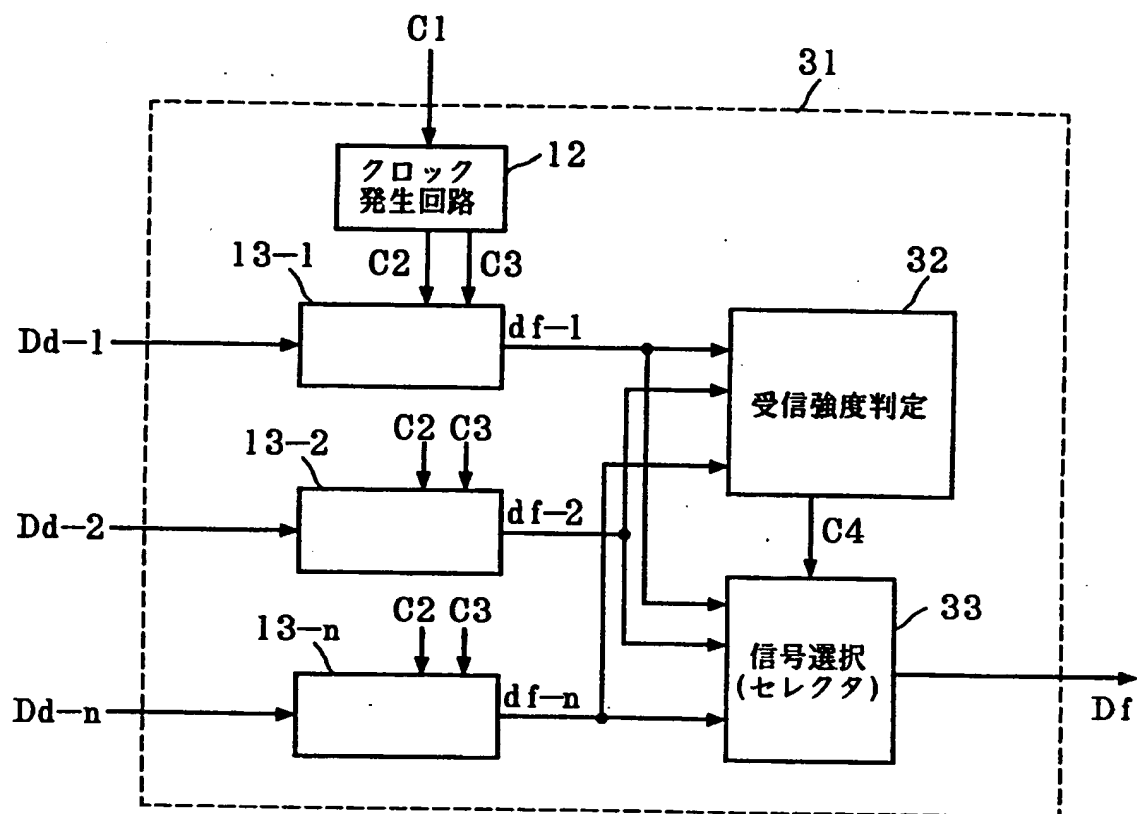 C1
31
クロック
発生回路
12
13-1
C2
C3
32
Dd-1
df-1
受信強度判定
13-2
C2
C3
Dd-2
df-2
C4
33
13-n
C2
C3
信号選択
(セレクタ)
Dd-n
df-n
Df